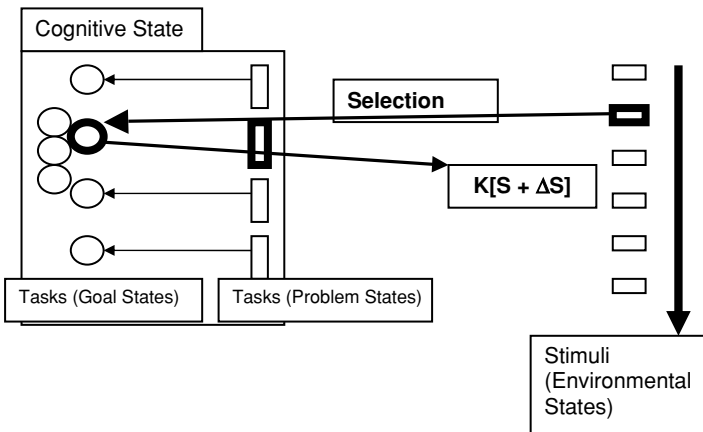 Cognitive State
Selection
K[S + ΔS]
Tasks (Goal States)
Tasks (Problem States)
Stimuli
(Environmental
States)